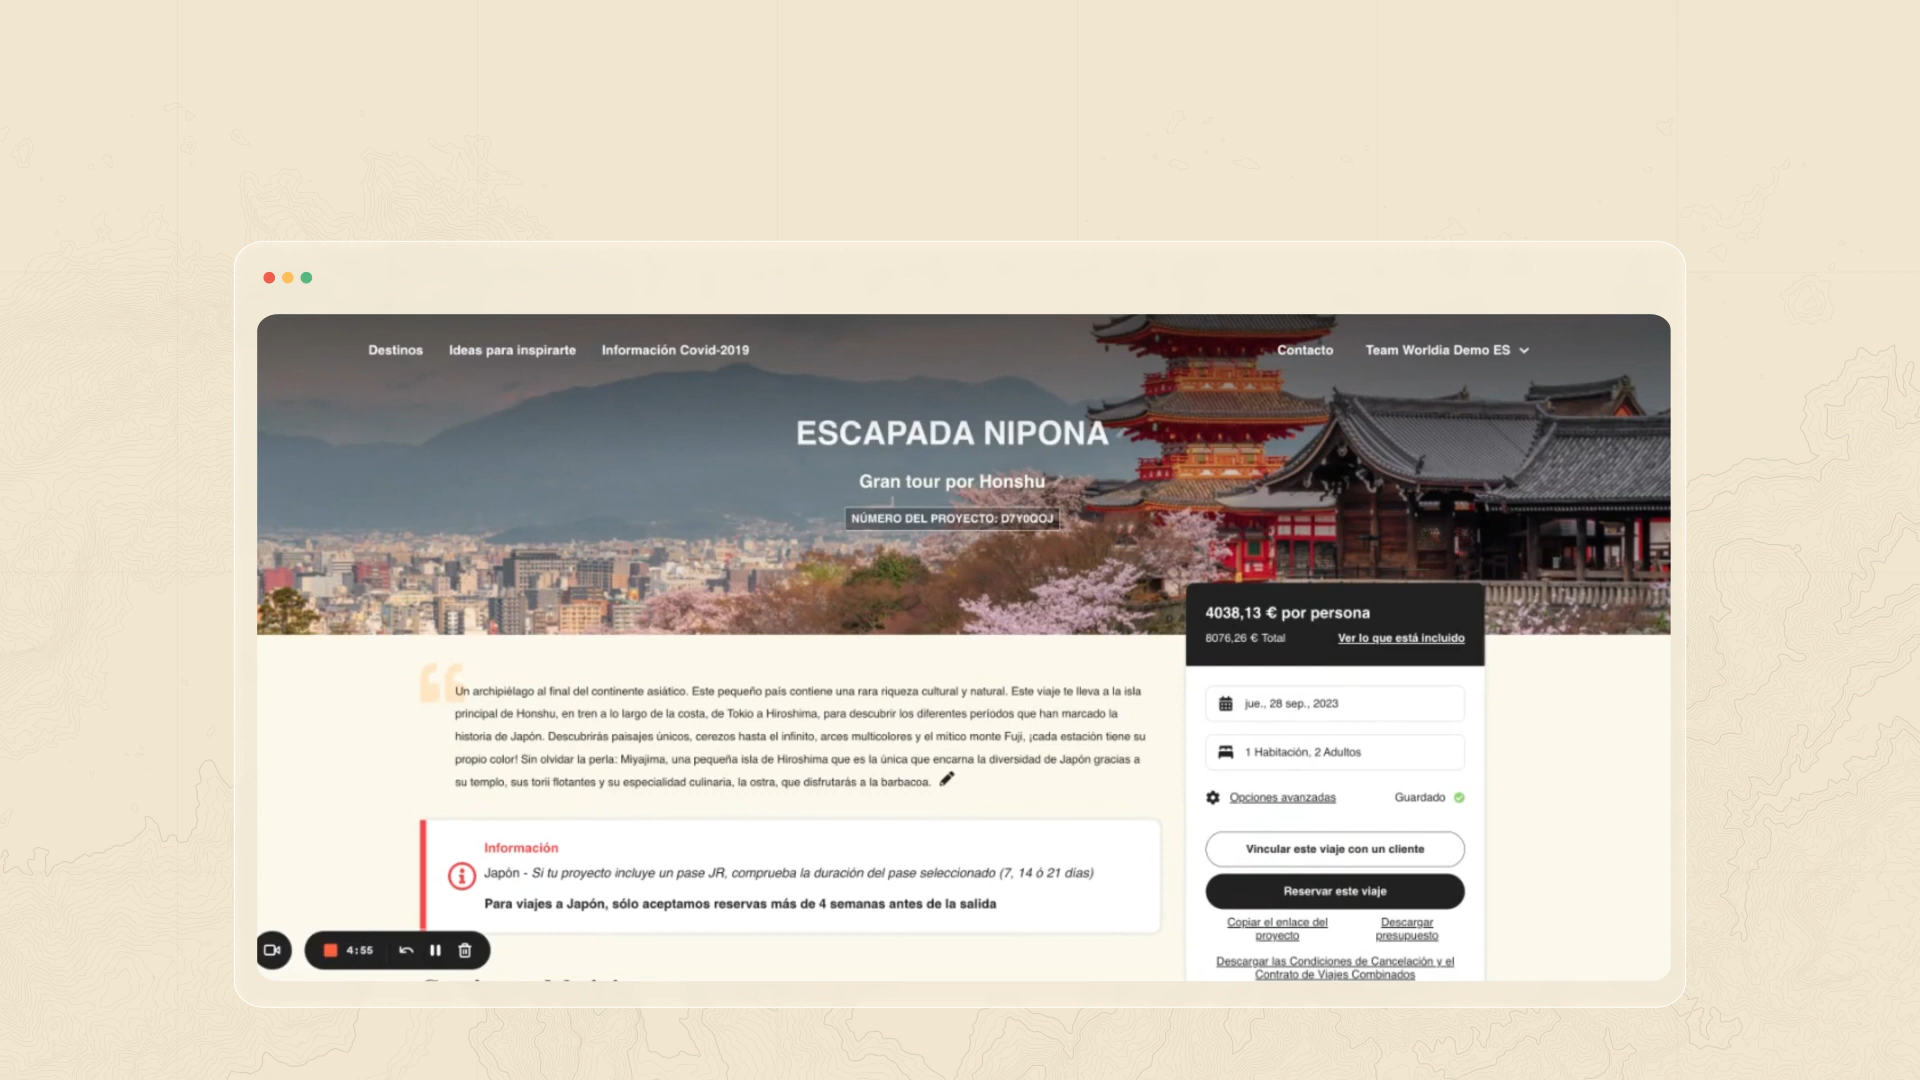 Destinos Ideas para inspirarte Información Covid-2019 Contacto Team Worldia Demo ES
ESCAPADA NIPONA
Gran tour por Honshu
NÚMERO DEL PROYECTO: D7Y0QOJ
4038,13 € por persona
8076,26 € Total Ver lo que está incluido
Un archipiélago al final del continente asiático. Este pequeño país contiene una rara riqueza cultural y natural. Este viaje te lleva a la isla
principal de Honshu, en tren a lo largo de la costa, de Tokio a Hiroshima, para descubrir los diferentes períodos que han marcado la
historia de Japón. Descubrirás paisajes únicos, cerezos hasta el infinito, arces multicolores y el mítico monte Fuji, ¡cada estación tiene su
propio color! Sin olvidar la perla: Miyajima, una pequeña isla de Hiroshima que es la única que encarna la diversidad de Japón gracias a
su templo, sus torii flotantes y su especialidad culinaria, la ostra, que disfrutarás a la barbacoa.
jue., 28 sep., 2023
1 Habitación, 2 Adultos
Opciones avanzadas Guardado
Vincular este viaje con un cliente
Reservar este viaje
Copiar el enlace del
proyecto
Descargar
presupuesto
Descargar las Condiciones de Cancelación y el
Contrato de Viajes Combinados
Información
Japón - Si tu proyecto incluye un pase JR, comprueba la duración del pase seleccionado (7, 14 ó 21 días)
Para viajes a Japón, sólo aceptamos reservas más de 4 semanas antes de la salida
4:55